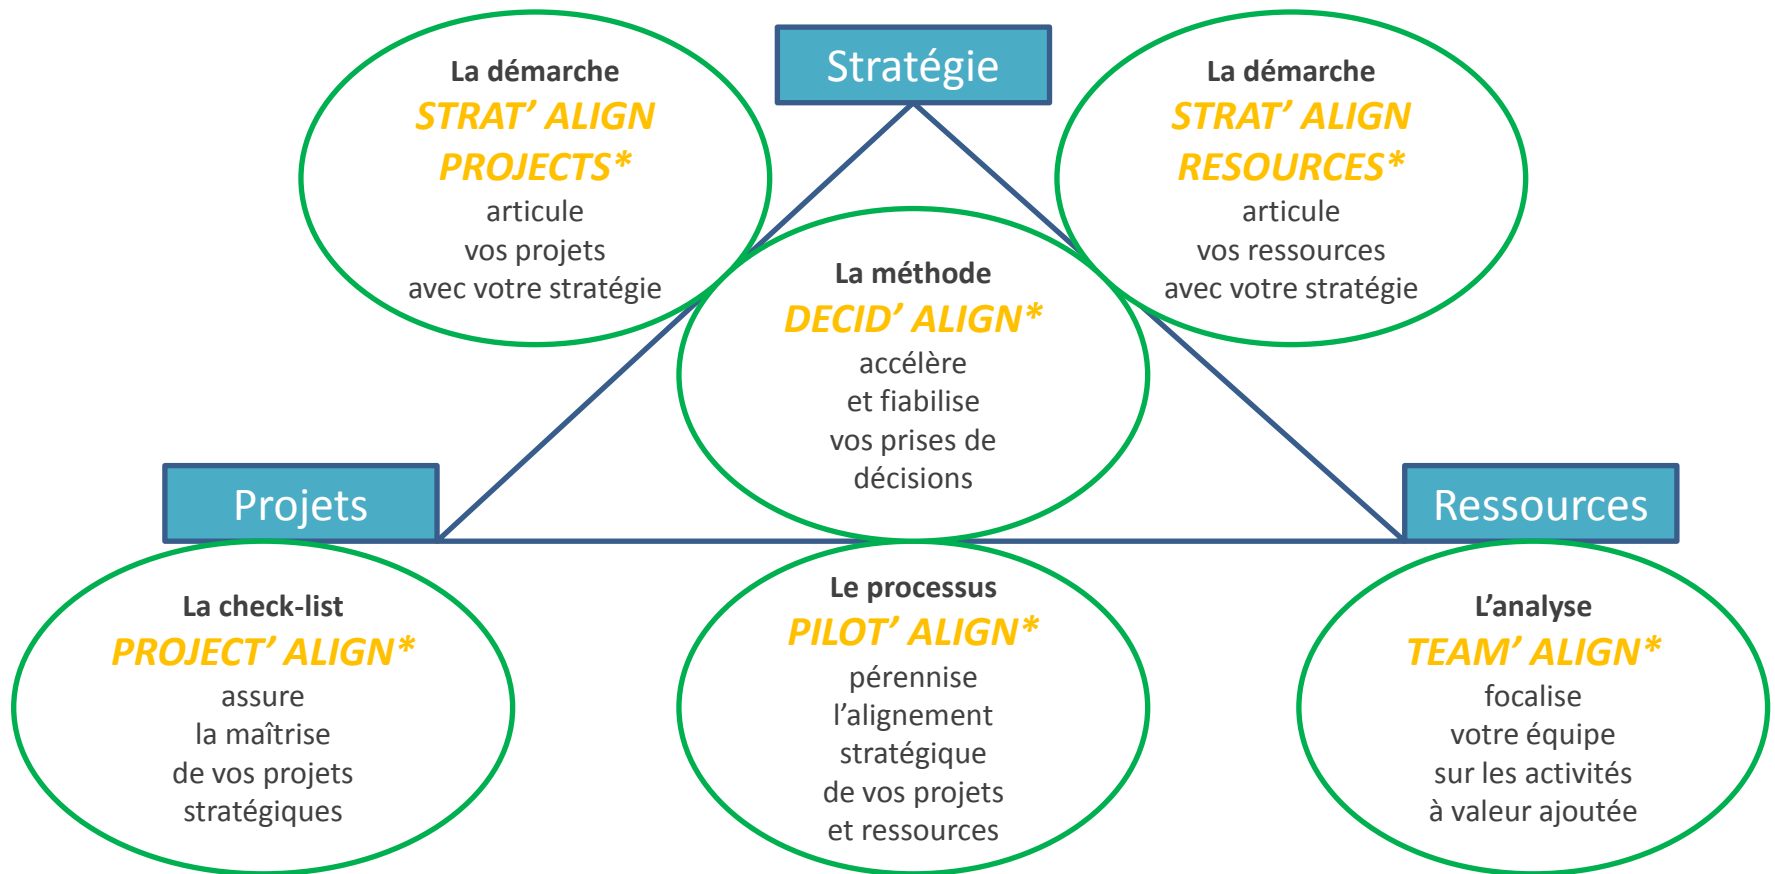 La démarche
STRAT’ ALIGN
PROJECTS*
articule
vos projets
avec votre stratégie
Stratégie
La démarche
STRAT’ ALIGN
RESOURCES*
articule
vos ressources
avec votre stratégie
La méthode
DECID’ ALIGN*
accélère
et fiabilise
vos prises de
décisions
Projets
Ressources
La check-list
PROJECT’ ALIGN*
assure
la maîtrise
de vos projets
stratégiques
Le processus
PILOT’ ALIGN*
pérennise
l’alignement
stratégique
de vos projets
et ressources
L’analyse
TEAM’ ALIGN*
focalise
votre équipe
sur les activités
à valeur ajoutée